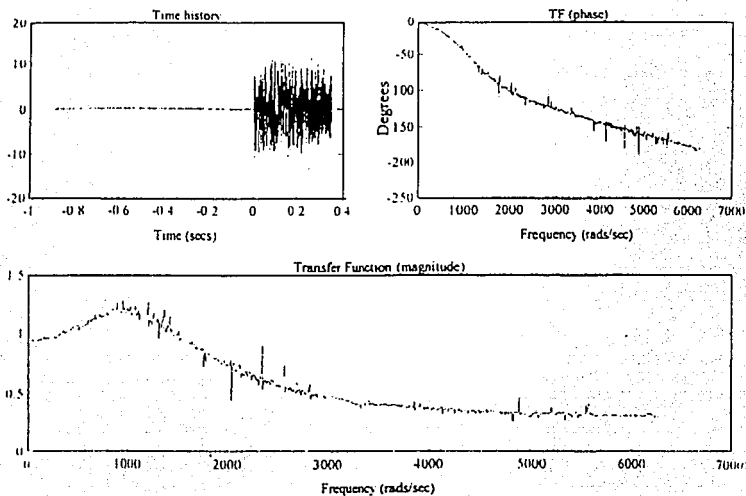 Time history
20
10
0
-10
-20
-1 -0 8 -0 6 -0 4 -0 2 0 0 2 0 4
Time (secs)
TF (phase)
0
-50
-100
-150
-200
-250
Degrees
0 1000 2000 3000 4000 5000 6000 7000
Frequency (rads/sec)
Transfer Function (magnitude)
1.5
1
0.5
0
0 1000 2000 3000 4000 5000 6000 7000
Frequency (rads/sec)